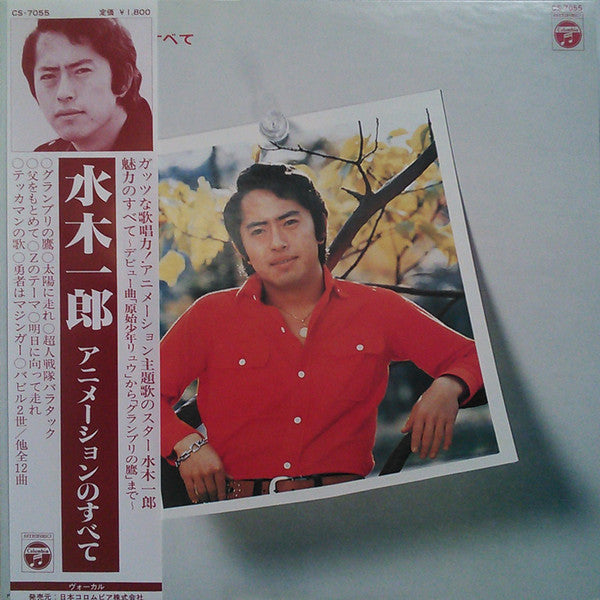 CS-7055
定価 ¥1,800
水木一郎
アニメーションのすべて
ガッツな歌唱力！アニメーション主題歌のスター水木一郎
魅力のすべて〜デビュー曲「原始少年リュウ」から「グランプリの鷹」まで〜
○グランプリの鷹○太陽に走れ○超人戦隊バラタック
○父をもとめて○Zのテーマ○明日に向って走れ
○テッカマンの歌○勇者はマジンガー○バビル2世／他全12曲
STEREO
Columbia
ヴォーカル
発売元：日本コロムビア株式会社
すべて
CS-7055
STEREO
Columbia